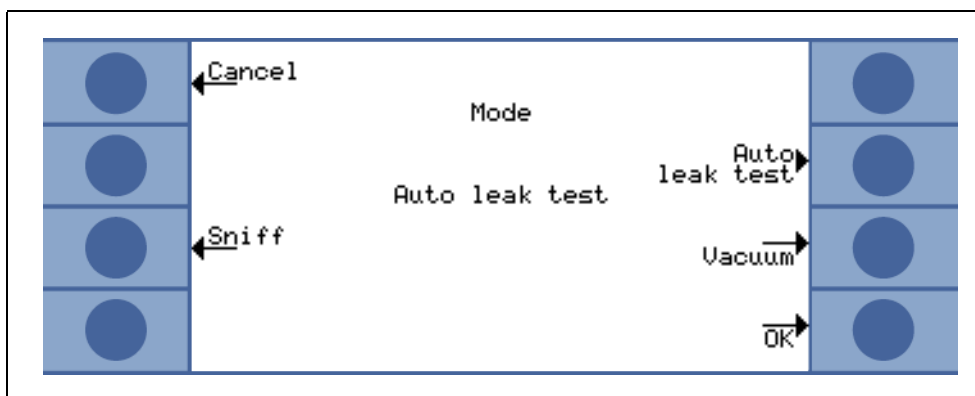 Cancel
Mode
Auto
leak test
Auto leak test
Sniff
Vacuum
OK